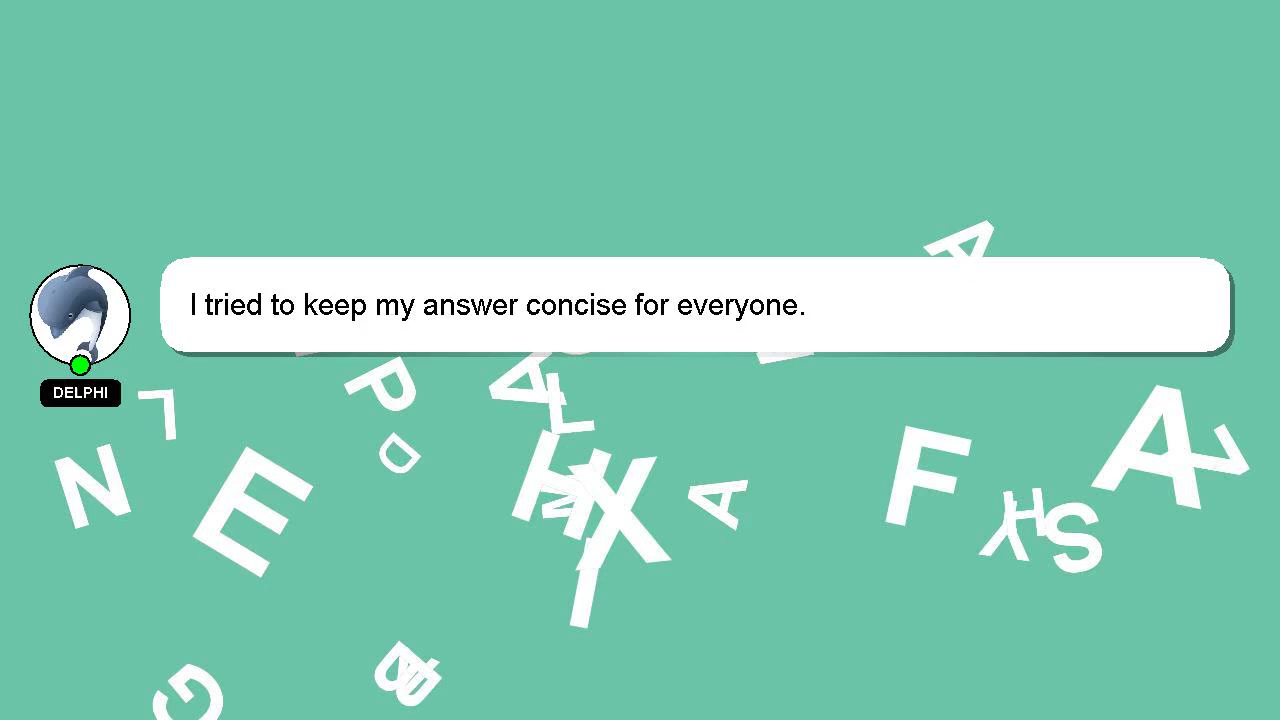 I tried to keep my answer concise for everyone.
DELPHI
A
P
A
L
L
D
N
E
H
X
A
F
A
Z
H
S
I
B
G